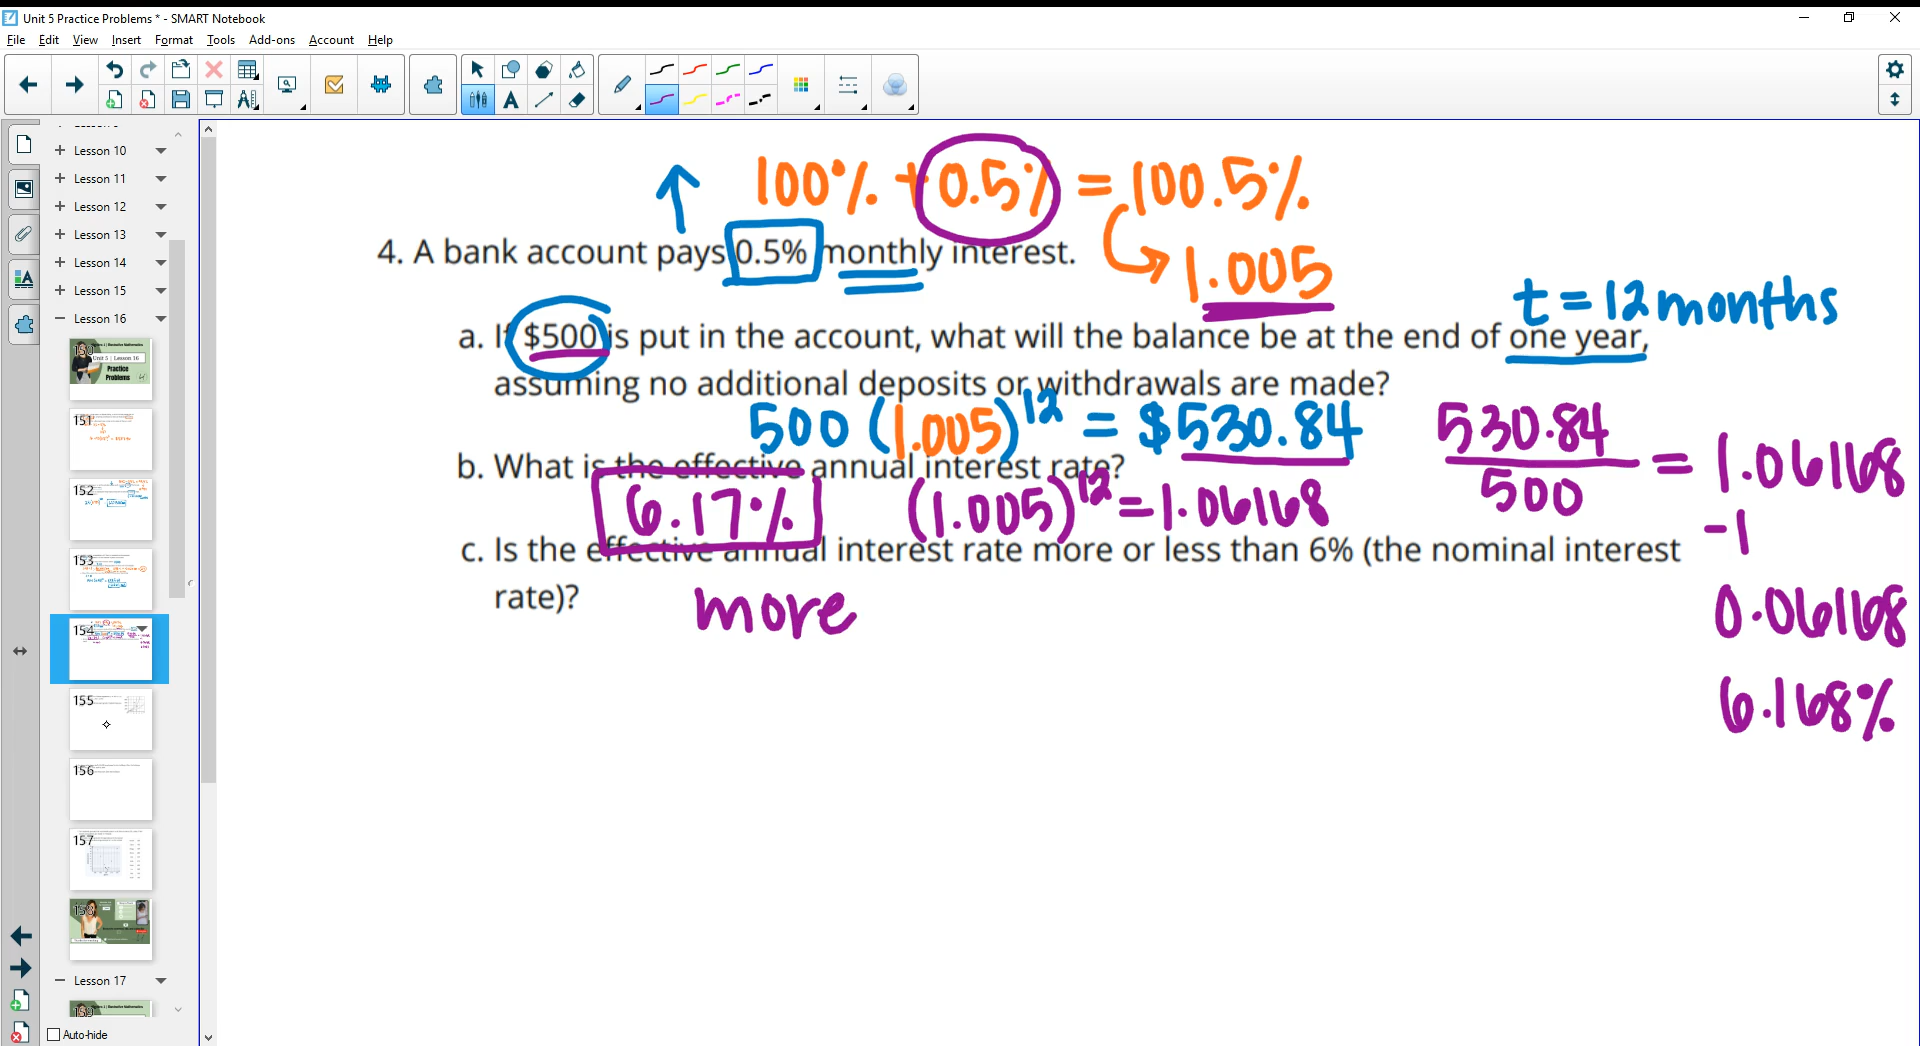 Unit 5 Practice Problems * - SMART Notebook
File Edit View Insert Format Tools Add-ons Account Help
Lesson 10
Lesson 11
Lesson 12
Lesson 13
Lesson 14
Lesson 15
Lesson 16
Unit 5 | Lesson 16
Practice
Problems
151
152
153
154
155
156
157
Lesson 17
Auto-hide
100% + 0.5% = 100.5%
1.005
4. A bank account pays 0.5% monthly interest.
t = 12 months
a. If $500 is put in the account, what will the balance be at the end of one year,
assuming no additional deposits or withdrawals are made?
500 (1.005)^12 = $530.84
530.84
500
= 1.06168
b. What is the effective annual interest rate?
6.17%
(1.005)^12 = 1.06168
-1
c. Is the effective annual interest rate more or less than 6% (the nominal interest
rate)?
more
0.06168
6.168%